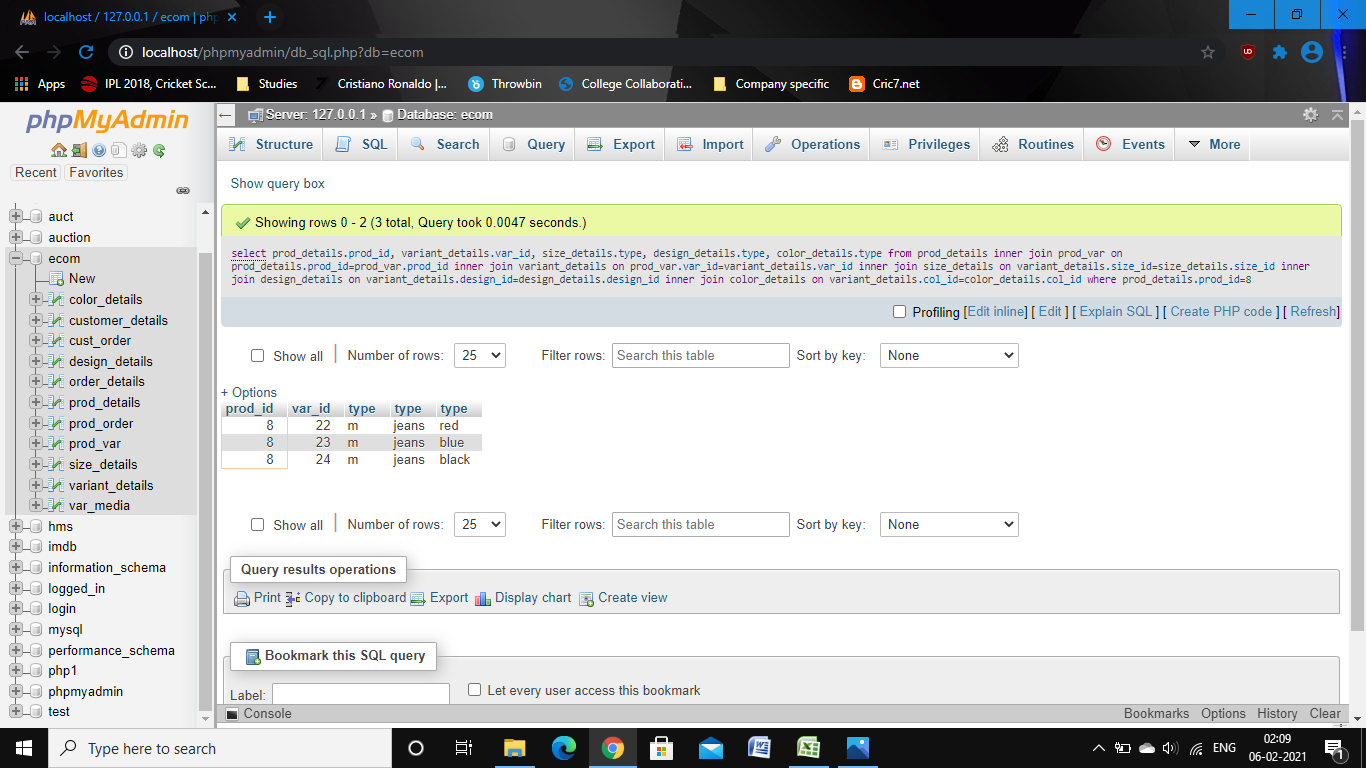 localhost / 127.0.0.1 / ecom | php
localhost/phpmyadmin/db_sql.php?db=ecom
Apps IPL 2018, Cricket Sc... Studies Cristiano Ronaldo |... Throwbin College Collaborati... Company specific Cric7.net
phpMyAdmin
Recent Favorites
auct
auction
ecom
New
color_details
customer_details
cust_order
design_details
order_details
prod_details
prod_order
prod_var
size_details
variant_details
var_media
hms
imdb
information_schema
logged_in
login
mysql
performance_schema
php1
phpmyadmin
test
Server: 127.0.0.1 » Database: ecom
Structure SQL Search Query Export Import Operations Privileges Routines Events More
Show query box
Showing rows 0 - 2 (3 total, Query took 0.0047 seconds.)
select prod_details.prod_id, variant_details.var_id, size_details.type, design_details.type, color_details.type from prod_details inner join prod_var on
prod_details.prod_id=prod_var.prod_id inner join variant_details on prod_var.var_id=variant_details.var_id inner join size_details on variant_details.size_id=size_details.size_id inner
join design_details on variant_details.design_id=design_details.design_id inner join color_details on variant_details.col_id=color_details.col_id where prod_details.prod_id=8
Profiling [Edit inline] [ Edit ] [ Explain SQL ] [ Create PHP code ] [ Refresh]
Show all Number of rows: 25 Filter rows: Search this table Sort by key: None
+ Options
prod_id var_id type type type
8 22 m jeans red
8 23 m jeans blue
8 24 m jeans black
Show all Number of rows: 25 Filter rows: Search this table Sort by key: None
Query results operations
Print Copy to clipboard Export Display chart Create view
Bookmark this SQL query
Label: Let every user access this bookmark
Console Bookmarks Options History Clear
Type here to search
ENG
02:09
06-02-2021
1